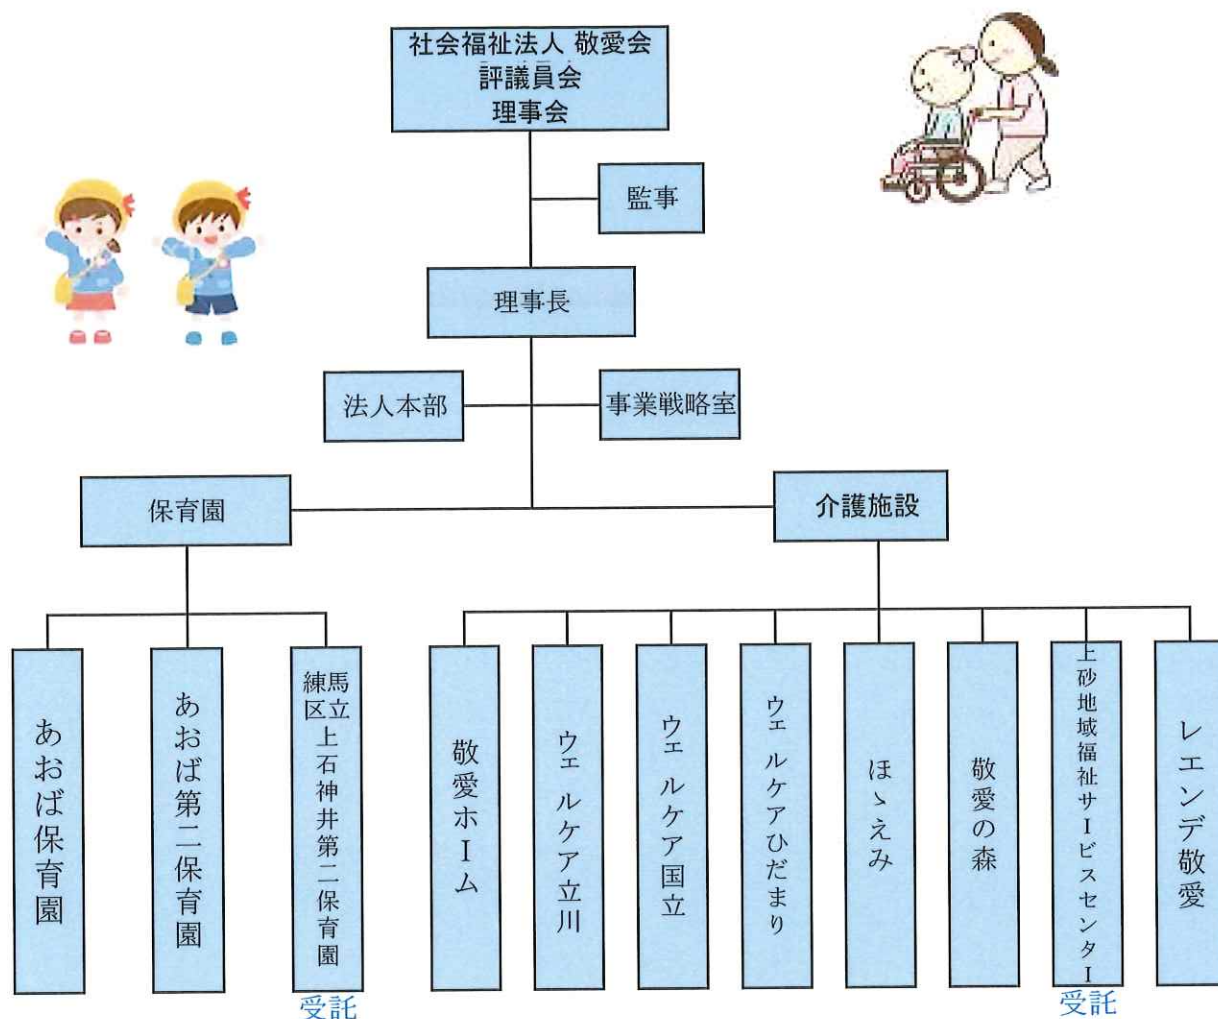 社会福祉法人 敬愛会
評議員会
理事会
監事
理事長
法人本部
事業戦略室
保育園
介護施設
あおば保育園
あおば第二保育園
練馬区立上石神井第二保育園
受託
敬愛ホーム
ウェルケア立川
ウェルケア国立
ウェルケアひだまり
ほゝえみ
敬愛の森
上砂地域福祉サービスセンター
受託
レエンデ敬愛